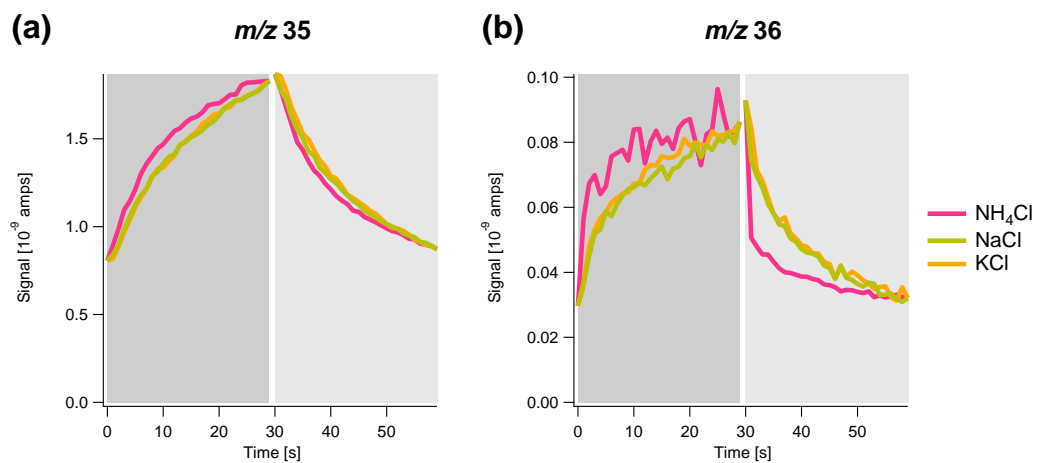 (a) m/z 35
Signal [10⁻⁹ amps]
1.5
1.0
0.5
0.0
0 10 20 30 40 50
Time [s]
(b) m/z 36
Signal [10⁻⁹ amps]
0.10
0.08
0.06
0.04
0.02
0.00
0 10 20 30 40 50
Time [s]
NH₄Cl
NaCl
KCl